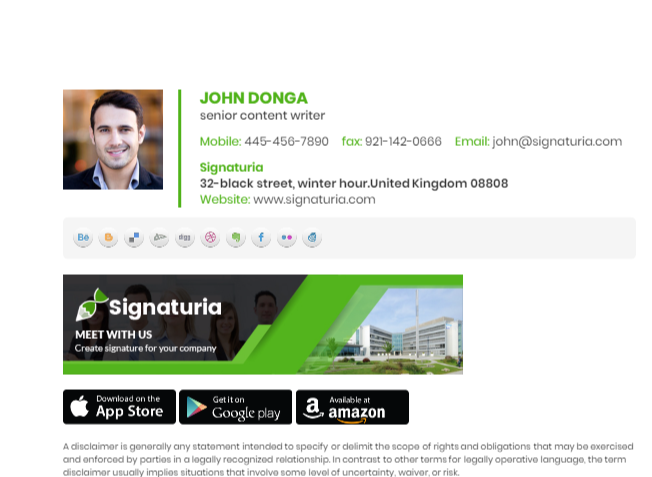 JOHN DONGA
senior content writer
Mobile: 445-456-7890 fax: 921-142-0666 Email: john@signaturia.com
Signaturia
32-black street, winter hour.United Kingdom 08808
Website: www.signaturia.com
Bē
digg
Signaturia
MEET WITH US
Create signature for your company
Download on the
App Store
Get it on
Google play
Available at
amazon
A disclaimer is generally any statement intended to specify or delimit the scope of rights and obligations that may be exercised
and enforced by parties in a legally recognized relationship. In contrast to other terms for legally operative language, the term
disclaimer usually implies situations that involve some level of uncertainty, waiver, or risk.